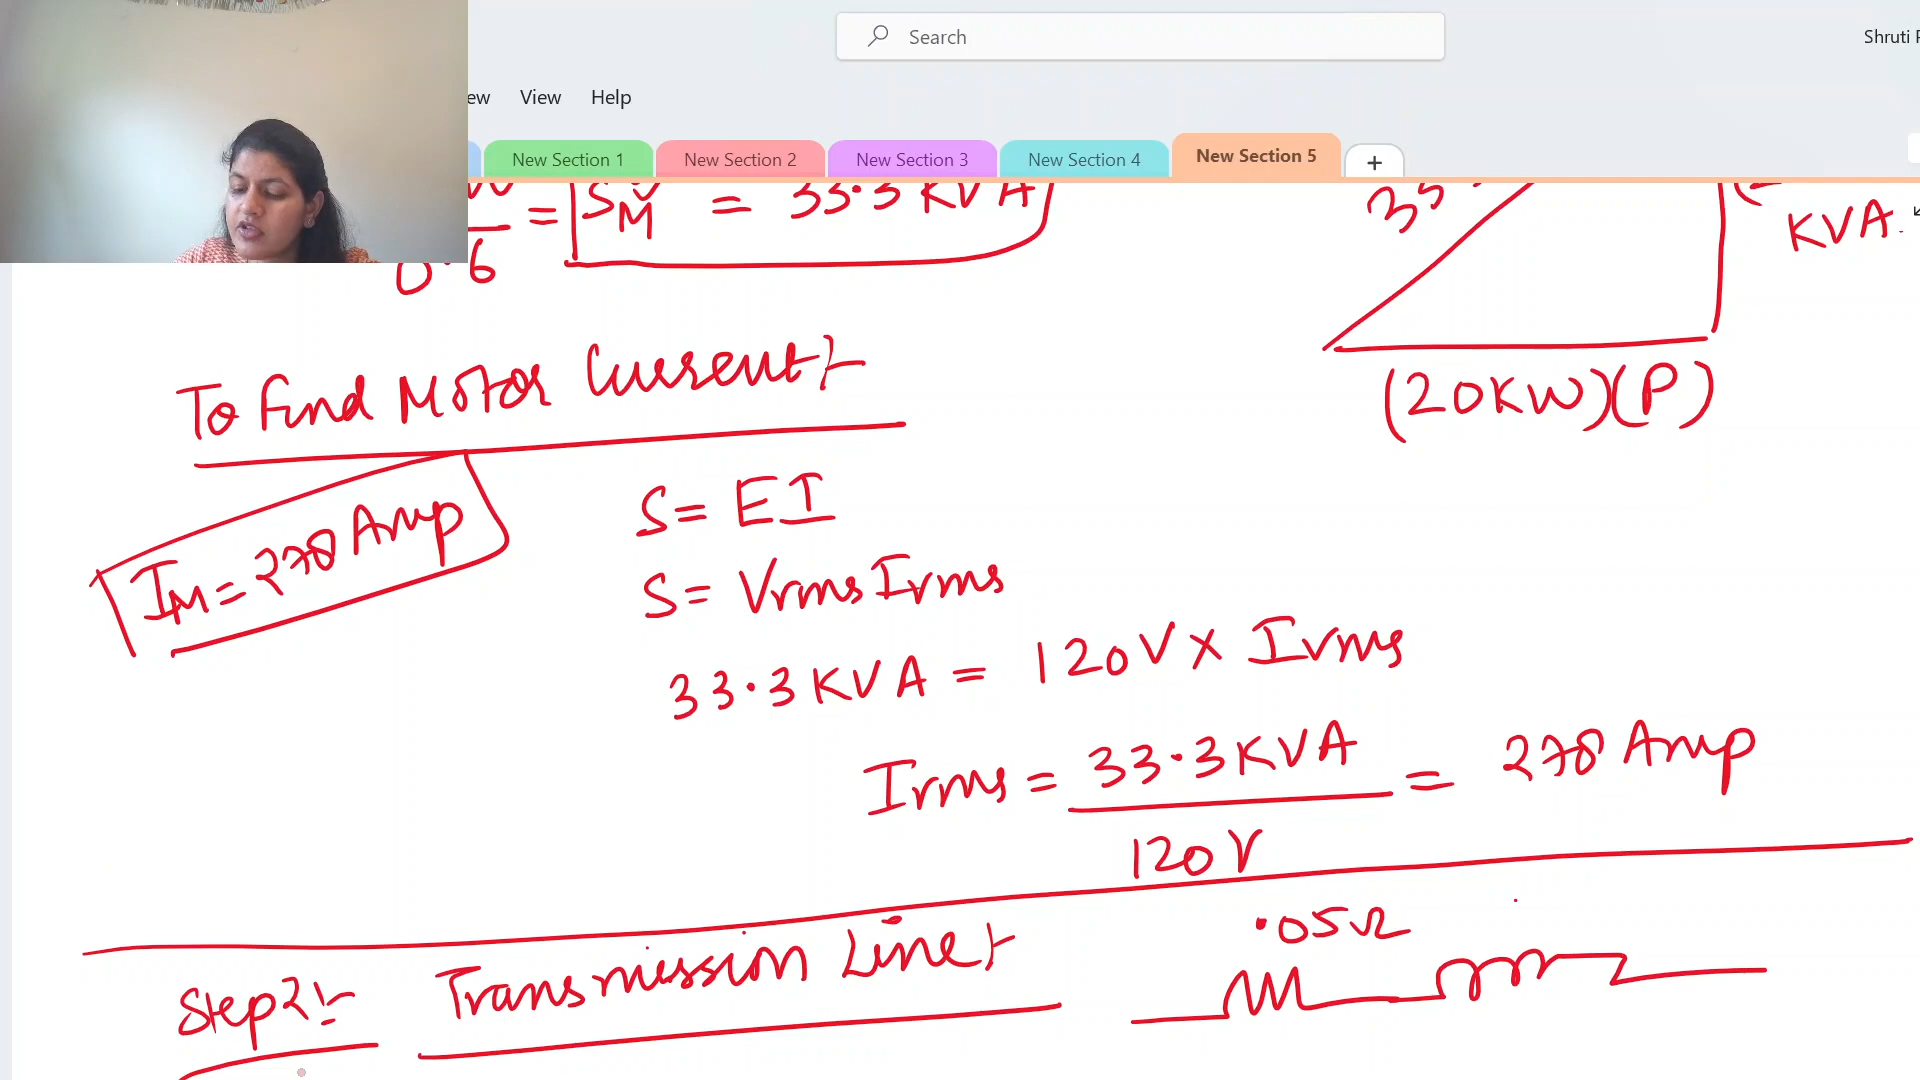 Search
Shruti
ew View Help
New Section 1 New Section 2 New Section 3 New Section 4 New Section 5 +
0.6 = SM = 33.3 KVA
KVA
(20KW)(P)
To Find Motor Current:-
IM = 278 Amp
S= EI
S= Vrms Irms
33.3 KVA = 120V X Irms
Irms = 33.3KVA = 278 Amp
120V
Step 2:- Transmission Line:-
.05Ω